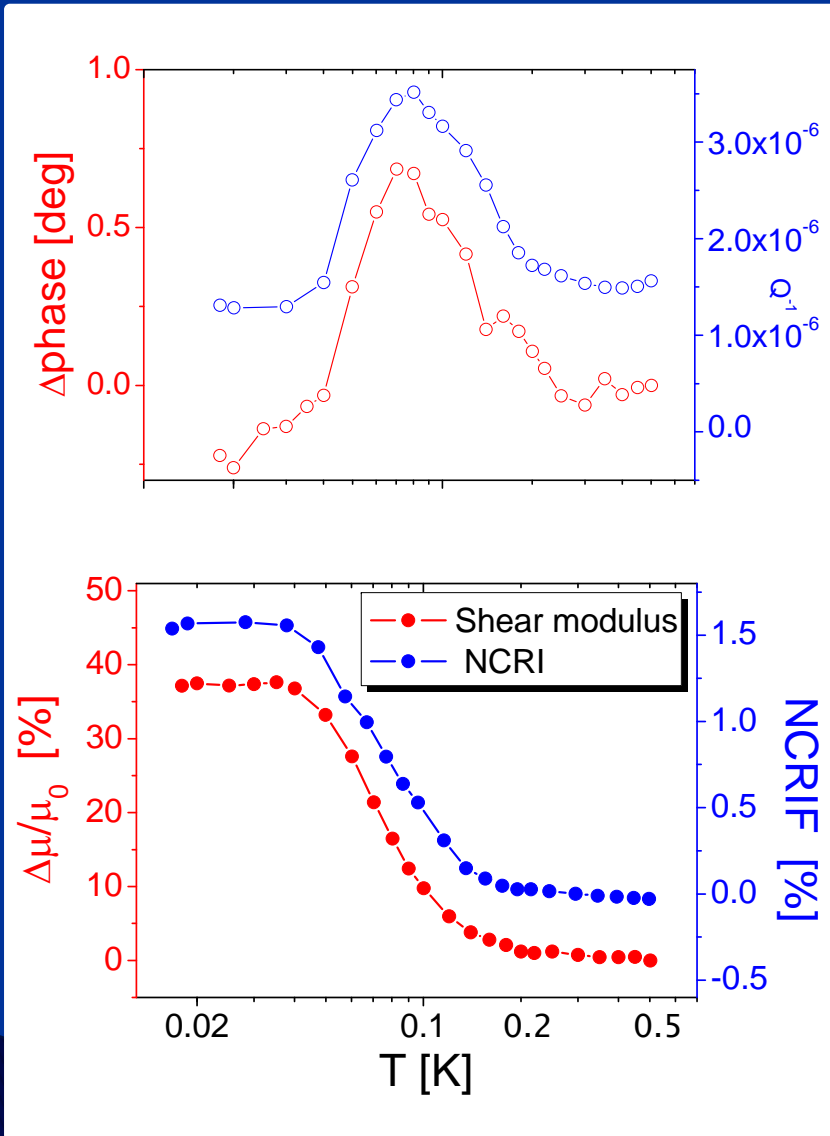 1.0
0.5
0.0
Δphase [deg]
3.0x10⁻⁶
2.0x10⁻⁶
1.0x10⁻⁶
0.0
Q⁻¹
50
40
30
20
10
0
Δμ/μ₀ [%]
Shear modulus
NCRI
1.5
1.0
0.5
0.0
-0.5
NCRIF [%]
0.02 0.1 0.2 0.5
T [K]